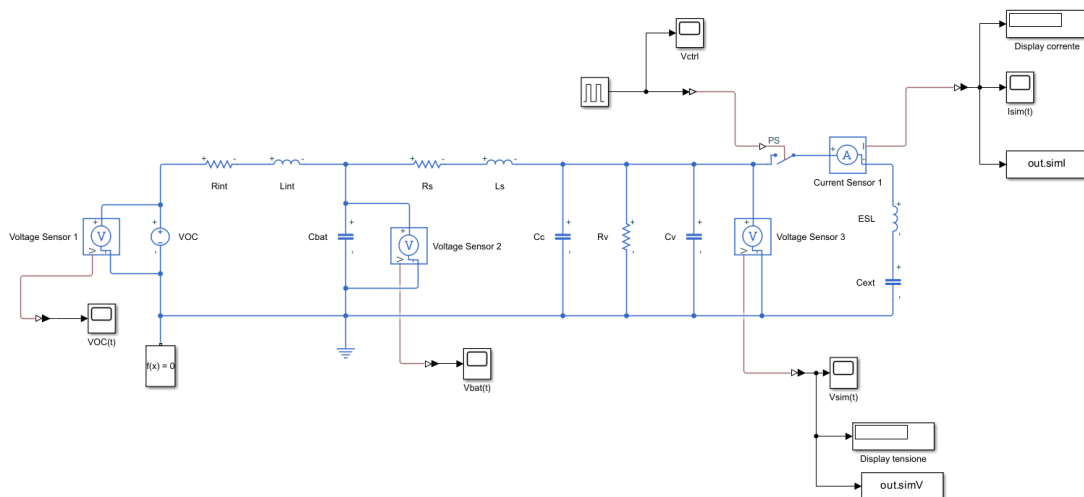 Display corrente
Vctrl
Isim(t)
PS
out.simI
+
-
+
-
+
-
+
-
+
A
I
-
Rint
Lint
Rs
Ls
Current Sensor 1
+
ESL
-
Voltage Sensor 1
+
V
V
-
+
-
VOC
Cbat
+
-
+
V
V
-
Voltage Sensor 2
Cc
+
-
Rv
+
-
Cv
+
-
+
V
V
-
Voltage Sensor 3
Cext
+
-
VOC(t)
f(x) = 0
Vbat(t)
Vsim(t)
Display tensione
out.simV